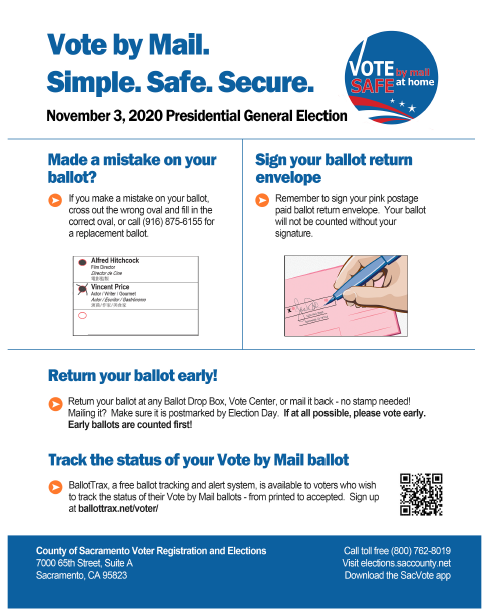 Vote by Mail.
Simple. Safe. Secure.
November 3, 2020 Presidential General Election
VOTE by mail
SAFE at home
Made a mistake on your
ballot?
If you make a mistake on your ballot,
cross out the wrong oval and fill in the
correct oval, or call (916) 875-6155 for
a replacement ballot.
Alfred Hitchcock
Film Director
Director de Cine
電影監製
Vincent Price
Actor / Writer / Gourmet
Actor / Escritor / Gastrónomo
Sign your ballot return
envelope
Remember to sign your pink postage
paid ballot return envelope. Your ballot
will not be counted without your
signature.
X
Return your ballot early!
Return your ballot at any Ballot Drop Box, Vote Center, or mail it back - no stamp needed!
Mailing it? Make sure it is postmarked by Election Day. If at all possible, please vote early.
Early ballots are counted first!
Track the status of your Vote by Mail ballot
BallotTrax, a free ballot tracking and alert system, is available to voters who wish
to track the status of their Vote by Mail ballots - from printed to accepted. Sign up
at ballottrax.net/voter/
County of Sacramento Voter Registration and Elections
7000 65th Street, Suite A
Sacramento, CA 95823
Call toll free (800) 762-8019
Visit elections.saccounty.net
Download the SacVote app